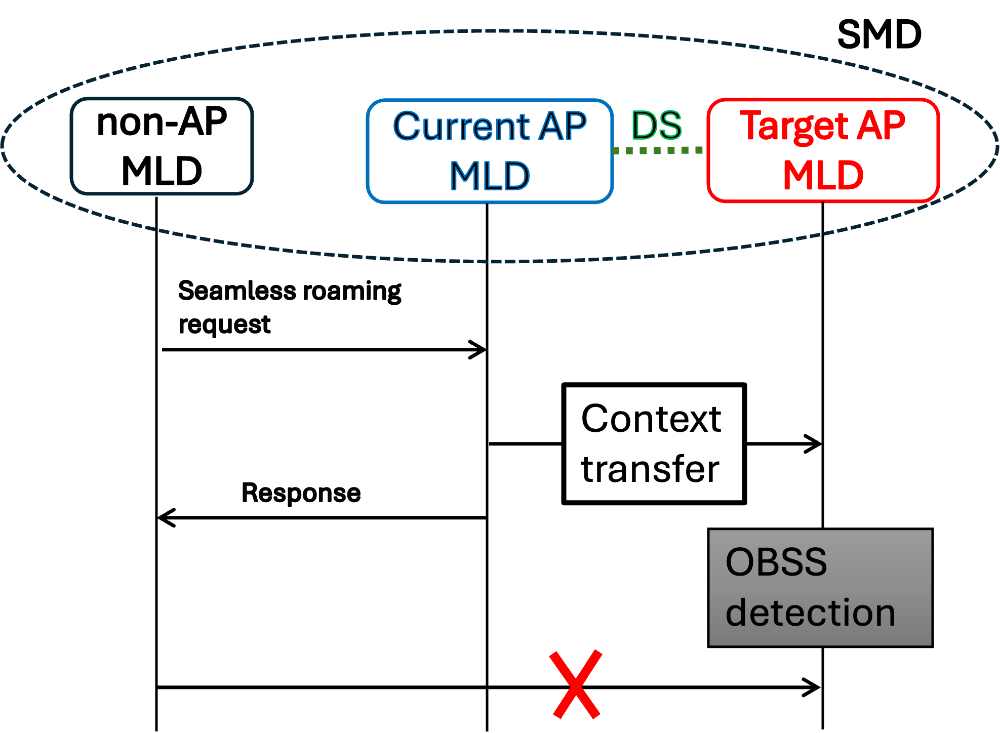 SMD
non-AP
MLD
Current AP
MLD
DS
Target AP
MLD
Seamless roaming
request
Context
transfer
Response
OBSS
detection